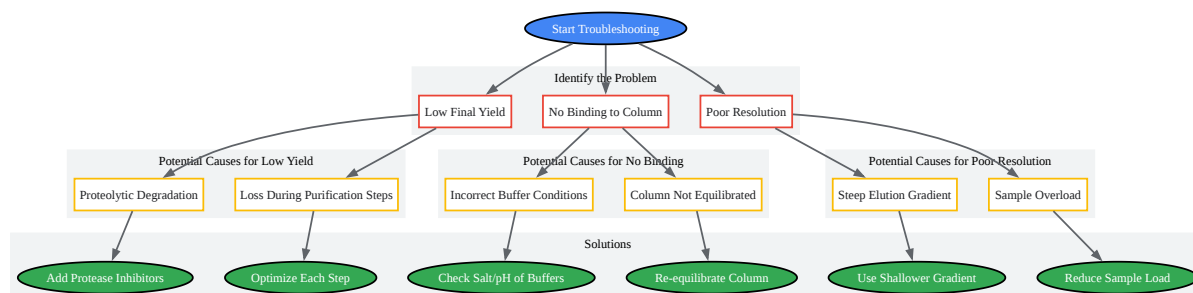 Start Troubleshooting
Identify the Problem
Low Final Yield
No Binding to Column
Poor Resolution
Potential Causes for Low Yield
Potential Causes for No Binding
Potential Causes for Poor Resolution
Proteolytic Degradation
Loss During Purification Steps
Incorrect Buffer Conditions
Column Not Equilibrated
Steep Elution Gradient
Sample Overload
Solutions
Add Protease Inhibitors
Optimize Each Step
Check Salt/pH of Buffers
Re-equilibrate Column
Use Shallower Gradient
Reduce Sample Load